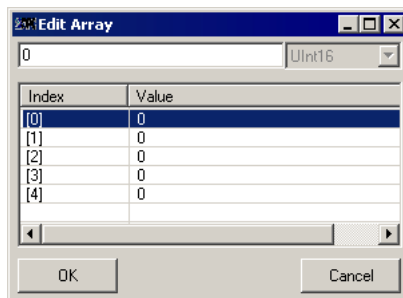 Edit Array
0 UInt16
Index Value
[0] 0
[1] 0
[2] 0
[3] 0
[4] 0
OK Cancel